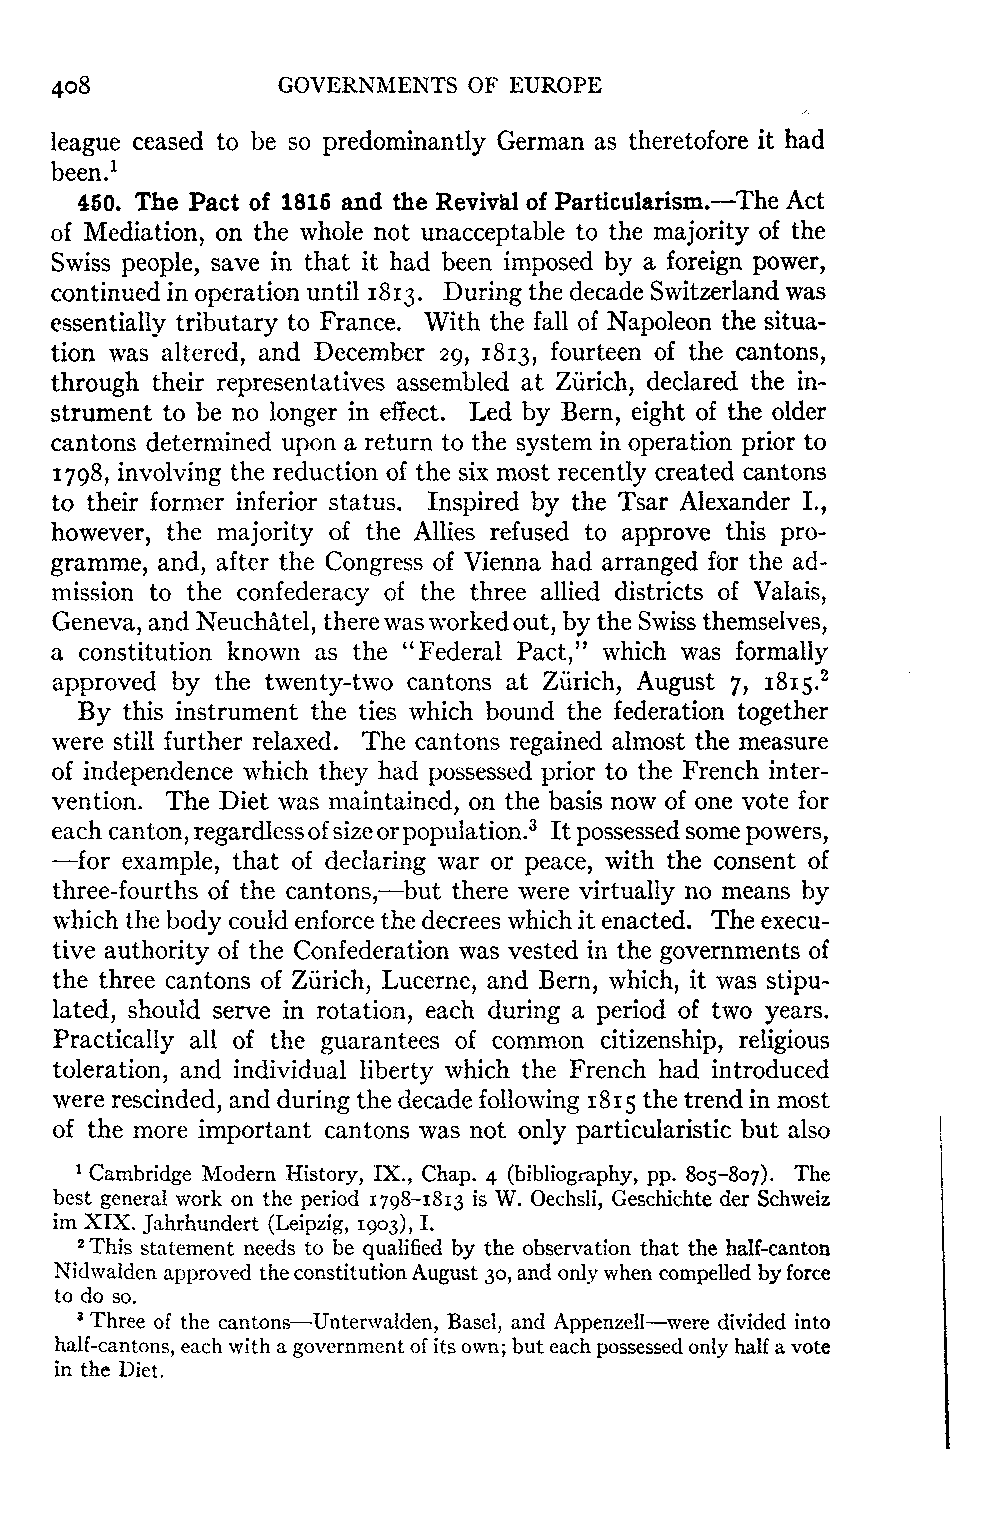 408 GOVERNMENTS OF EUROPE
league ceased to be so predominantly German as theretofore it had
been.¹
450. The Pact of 1815 and the Revival of Particularism.—The Act
of Mediation, on the whole not unacceptable to the majority of the
Swiss people, save in that it had been imposed by a foreign power,
continued in operation until 1813. During the decade Switzerland was
essentially tributary to France. With the fall of Napoleon the situa-
tion was altered, and December 29, 1813, fourteen of the cantons,
through their representatives assembled at Zürich, declared the in-
strument to be no longer in effect. Led by Bern, eight of the older
cantons determined upon a return to the system in operation prior to
1798, involving the reduction of the six most recently created cantons
to their former inferior status. Inspired by the Tsar Alexander I.,
however, the majority of the Allies refused to approve this pro-
gramme, and, after the Congress of Vienna had arranged for the ad-
mission to the confederacy of the three allied districts of Valais,
Geneva, and Neuchâtel, there was worked out, by the Swiss themselves,
a constitution known as the "Federal Pact," which was formally
approved by the twenty-two cantons at Zürich, August 7, 1815.²
By this instrument the ties which bound the federation together
were still further relaxed. The cantons regained almost the measure
of independence which they had possessed prior to the French inter-
vention. The Diet was maintained, on the basis now of one vote for
each canton, regardless of size or population.³ It possessed some powers,
—for example, that of declaring war or peace, with the consent of
three-fourths of the cantons,—but there were virtually no means by
which the body could enforce the decrees which it enacted. The execu-
tive authority of the Confederation was vested in the governments of
the three cantons of Zürich, Lucerne, and Bern, which, it was stipu-
lated, should serve in rotation, each during a period of two years.
Practically all of the guarantees of common citizenship, religious
toleration, and individual liberty which the French had introduced
were rescinded, and during the decade following 1815 the trend in most
of the more important cantons was not only particularistic but also
¹ Cambridge Modern History, IX., Chap. 4 (bibliography, pp. 805-807). The
best general work on the period 1798-1813 is W. Oechsli, Geschichte der Schweiz
im XIX. Jahrhundert (Leipzig, 1903), I.
² This statement needs to be qualified by the observation that the half-canton
Nidwalden approved the constitution August 30, and only when compelled by force
to do so.
³ Three of the cantons—Unterwalden, Basel, and Appenzell—were divided into
half-cantons, each with a government of its own; but each possessed only half a vote
in the Diet.